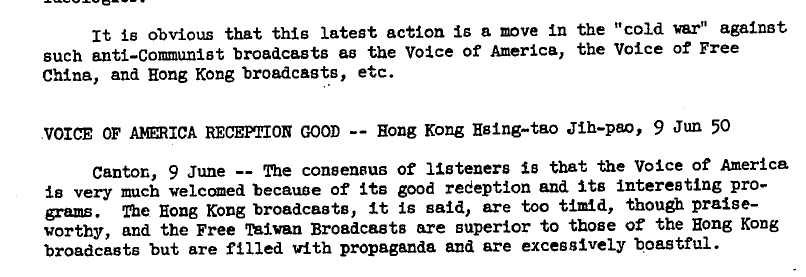 ideologies.
It is obvious that this latest action is a move in the "cold war" against
such anti-Communist broadcasts as the Voice of America, the Voice of Free
China, and Hong Kong broadcasts, etc.
VOICE OF AMERICA RECEPTION GOOD -- Hong Kong Hsing-tao Jih-pao, 9 Jun 50
Canton, 9 June -- The consensus of listeners is that the Voice of America
is very much welcomed because of its good reception and its interesting pro-
grams. The Hong Kong broadcasts, it is said, are too timid, though praise-
worthy, and the Free Taiwan Broadcasts are superior to those of the Hong Kong
broadcasts but are filled with propaganda and are excessively boastful.